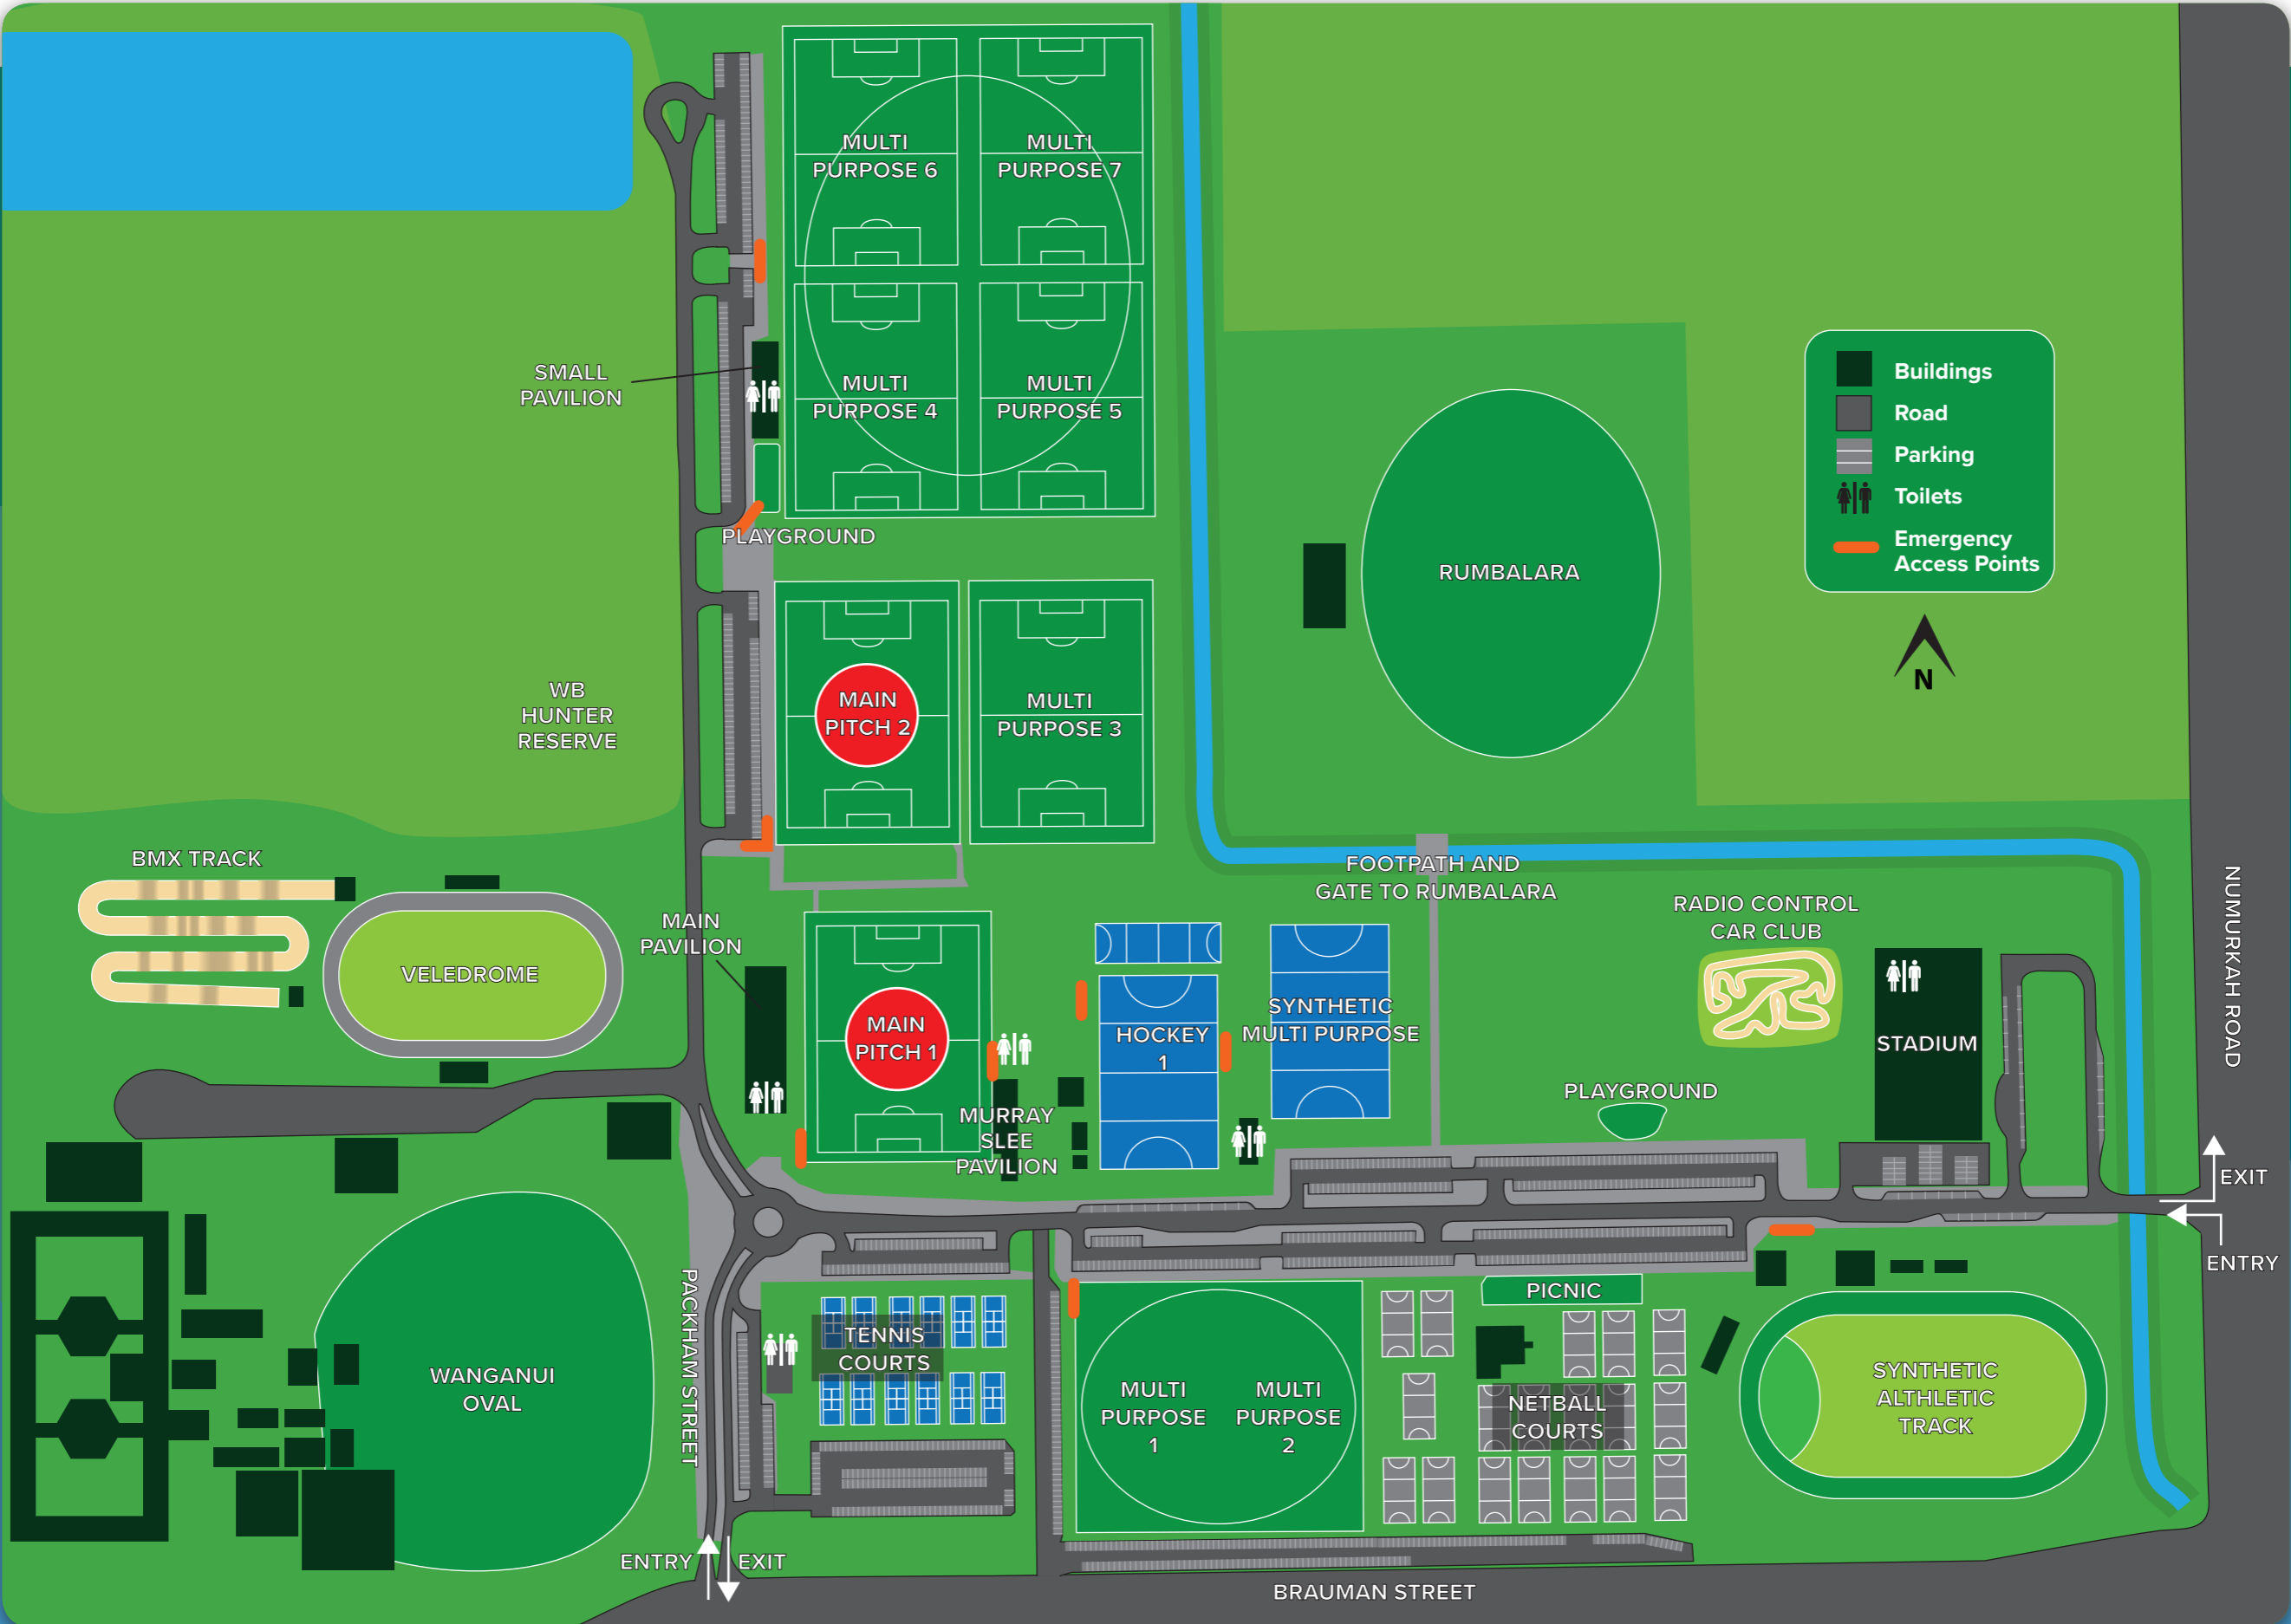 MULTI
PURPOSE 6
MULTI
PURPOSE 7
SMALL
PAVILION
MULTI
PURPOSE 4
MULTI
PURPOSE 5
PLAYGROUND
Buildings
Road
Parking
Toilets
Emergency
Access Points
N
RUMBALARA
WB
HUNTER
RESERVE
MAIN
PITCH 2
MULTI
PURPOSE 3
BMX TRACK
VELEDROME
MAIN
PAVILION
MAIN
PITCH 1
MURRAY
SLEE
PAVILION
HOCKEY
1
SYNTHETIC
MULTI PURPOSE
FOOTPATH AND
GATE TO RUMBALARA
RADIO CONTROL
CAR CLUB
PLAYGROUND
STADIUM
NUMURKAH ROAD
EXIT
ENTRY
PACKHAM STREET
WANGANUI
OVAL
TENNIS
COURTS
MULTI
PURPOSE
1
MULTI
PURPOSE
2
PICNIC
NETBALL
COURTS
SYNTHETIC
ALTHLETIC
TRACK
ENTRY
EXIT
BRAUMAN STREET